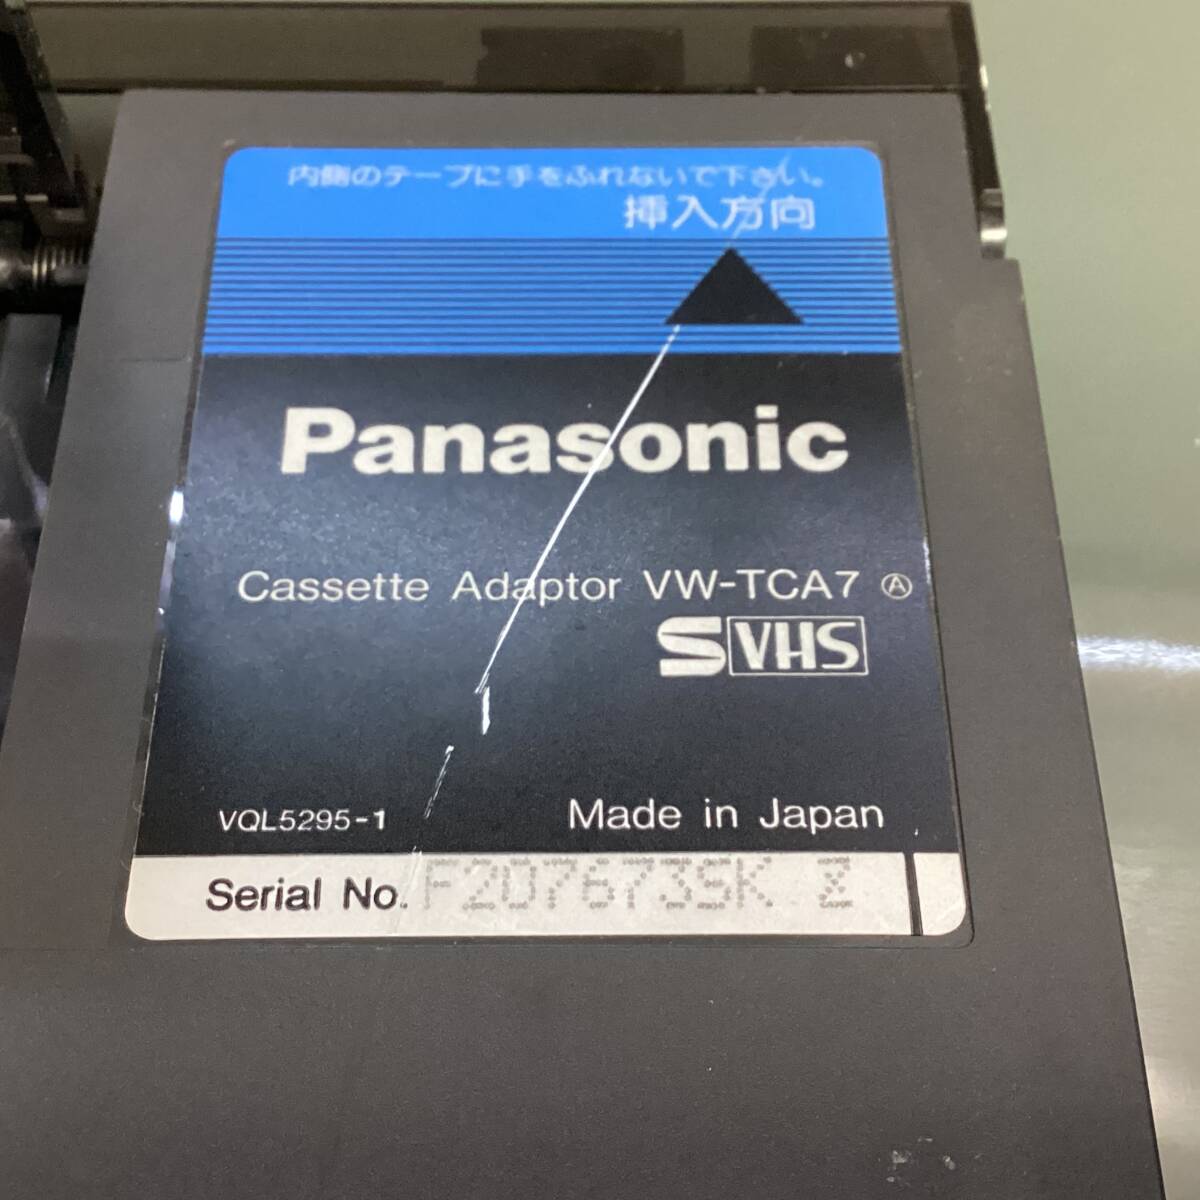 内側のテープに手をふれないで下さい。
挿入方向
Panasonic
Cassette Adaptor VW-TCA7 Ⓐ
S VHS
VQL5295-1 Made in Japan
Serial No.